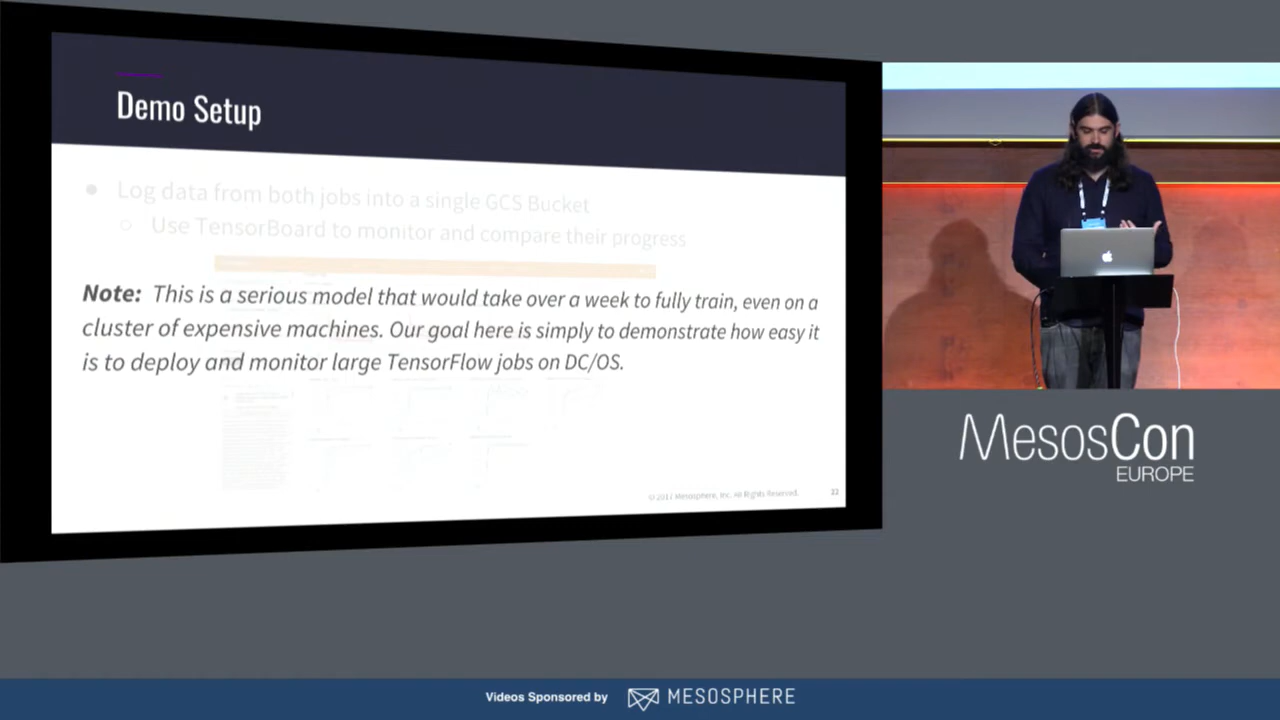 Demo Setup
● Log data from both jobs into a single GCS Bucket
○ Use TensorBoard to monitor and compare their progress
Note: This is a serious model that would take over a week to fully train, even on a
cluster of expensive machines. Our goal here is simply to demonstrate how easy it
is to deploy and monitor large TensorFlow jobs on DC/OS.
© 2017 Mesosphere, Inc. All Rights Reserved. 22
MesosCon
EUROPE
Videos Sponsored by MESOSPHERE